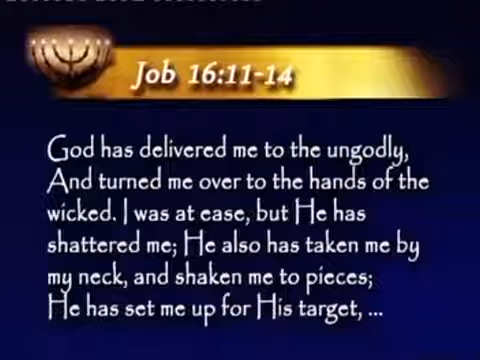 Job 16:11-14
God has delivered me to the ungodly,
And turned me over to the hands of the
wicked. I was at ease, but He has
shattered me; He also has taken me by
my neck, and shaken me to pieces;
He has set me up for His target, ...